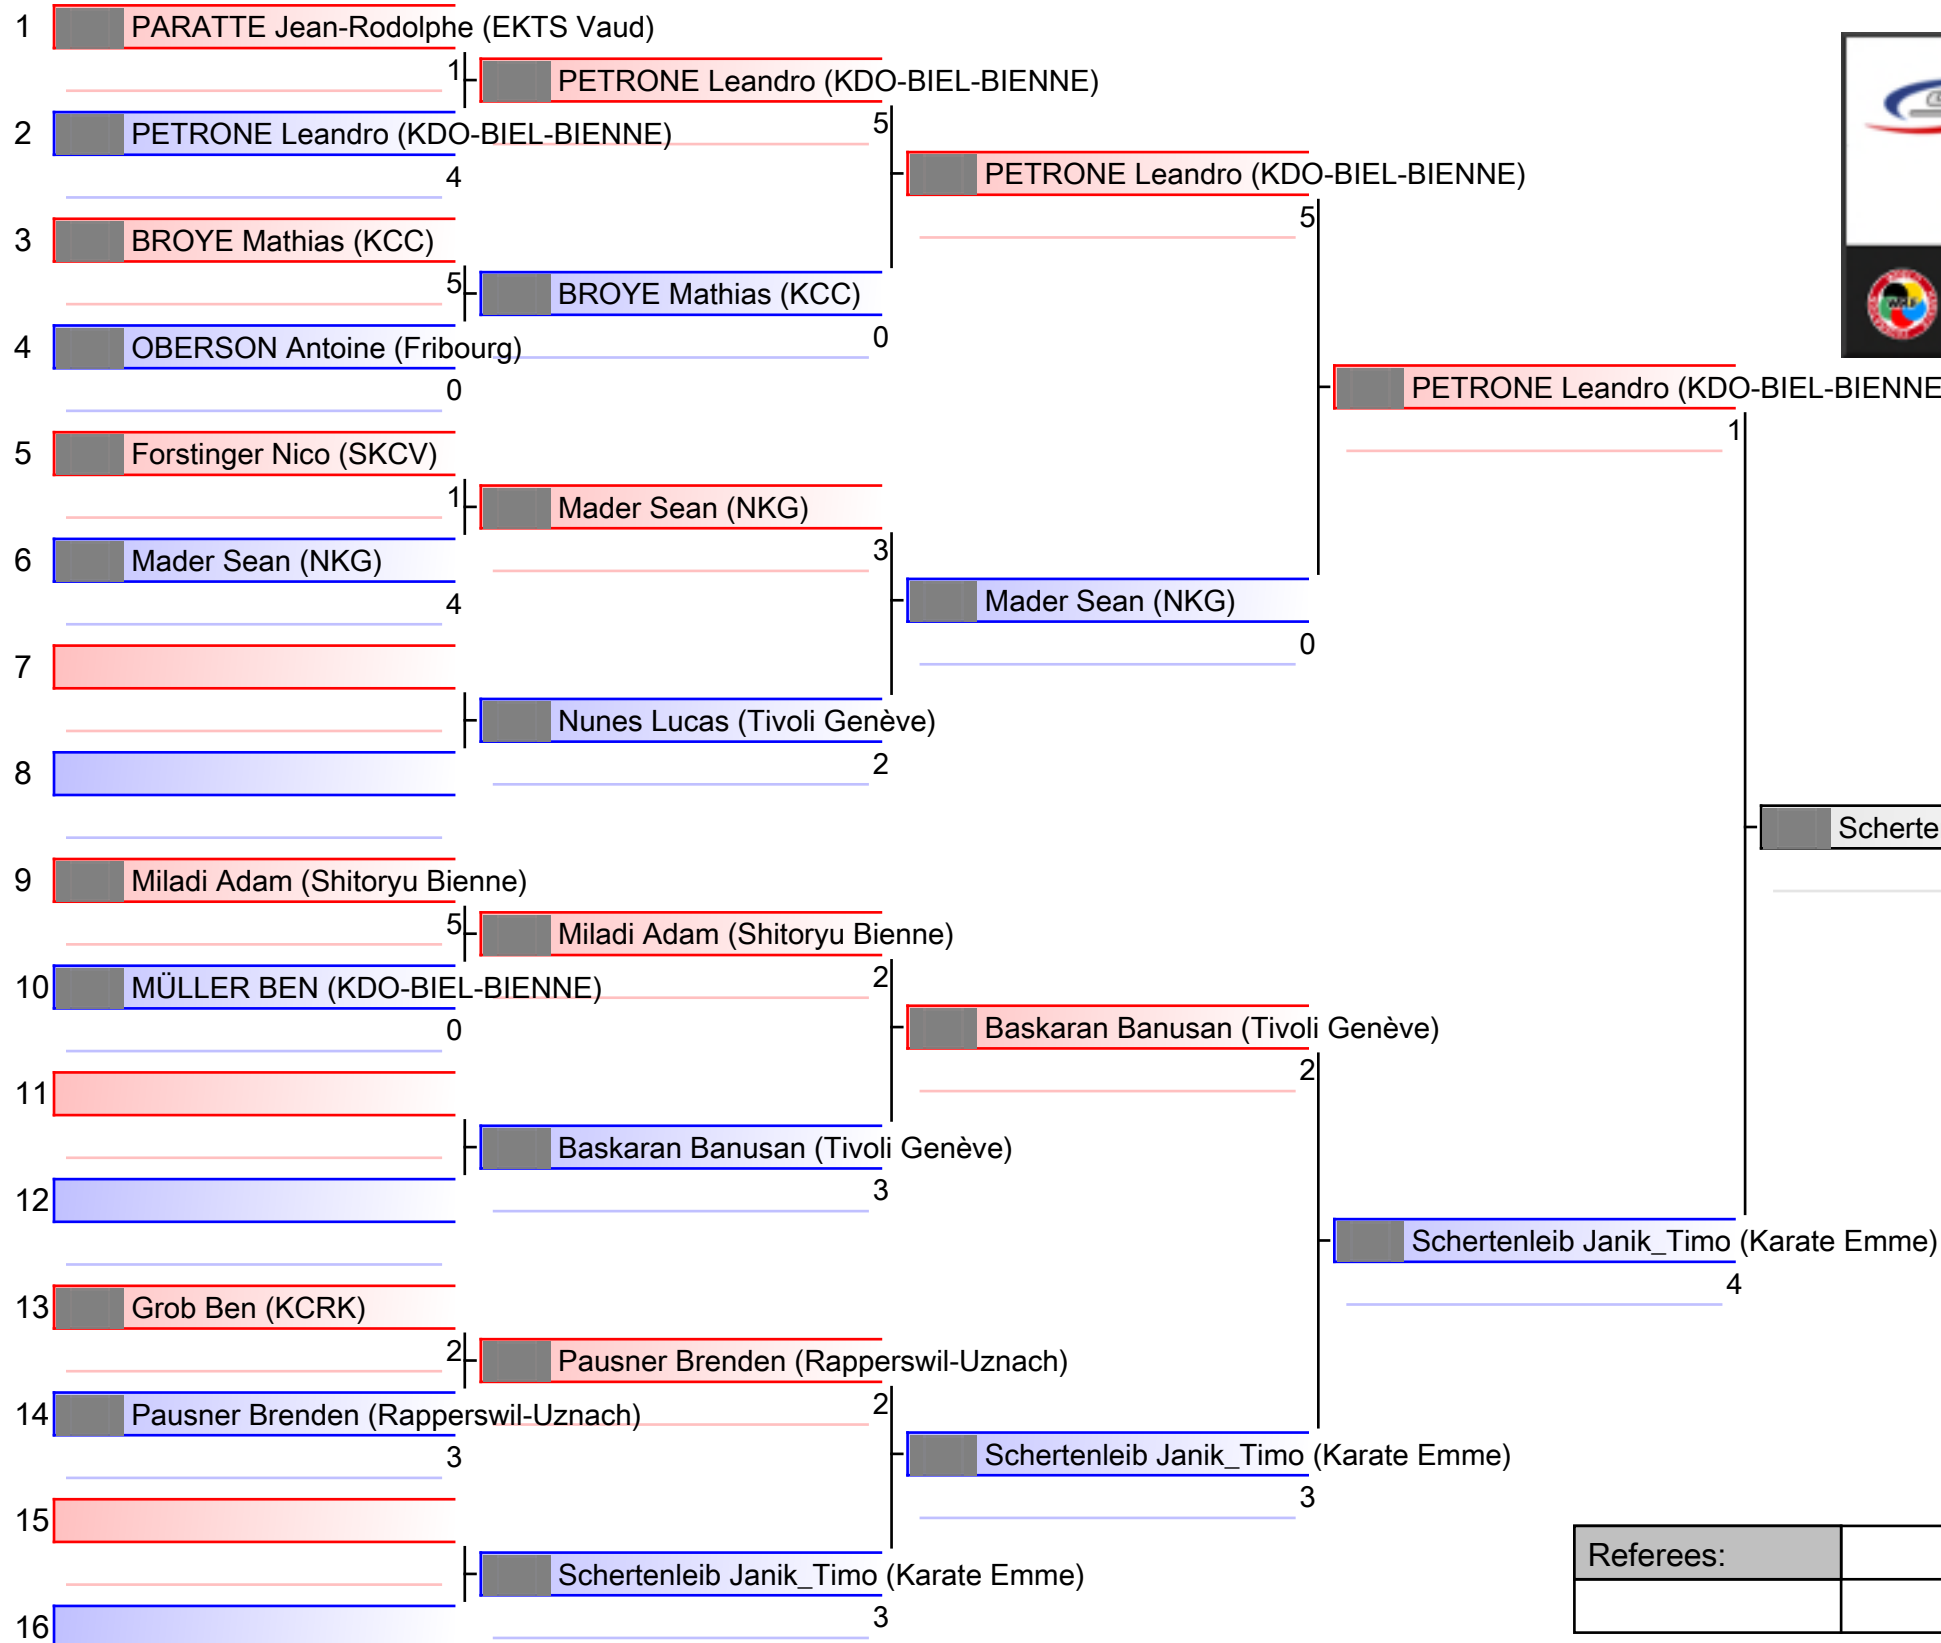 1 PARATTE Jean-Rodolphe (EKTS Vaud)
1
PETRONE Leandro (KDO-BIEL-BIENNE)
5
2 PETRONE Leandro (KDO-BIEL-BIENNE)
4
PETRONE Leandro (KDO-BIEL-BIENNE)
5
3 BROYE Mathias (KCC)
5
BROYE Mathias (KCC)
0
4 OBERSON Antoine (Fribourg)
0
PETRONE Leandro (KDO-BIEL-BIENNE
1
5 Forstinger Nico (SKCV)
1
Mader Sean (NKG)
3
6 Mader Sean (NKG)
4
Mader Sean (NKG)
0
7
Nunes Lucas (Tivoli Genève)
2
8
Scherte
9 Miladi Adam (Shitoryu Bienne)
5
Miladi Adam (Shitoryu Bienne)
2
10 MÜLLER BEN (KDO-BIEL-BIENNE)
0
Baskaran Banusan (Tivoli Genève)
2
11
Baskaran Banusan (Tivoli Genève)
3
12
Schertenleib Janik_Timo (Karate Emme)
4
13 Grob Ben (KCRK)
2
Pausner Brenden (Rapperswil-Uznach)
2
14 Pausner Brenden (Rapperswil-Uznach)
3
Schertenleib Janik_Timo (Karate Emme)
3
15
Schertenleib Janik_Timo (Karate Emme)
3
16
Referees: